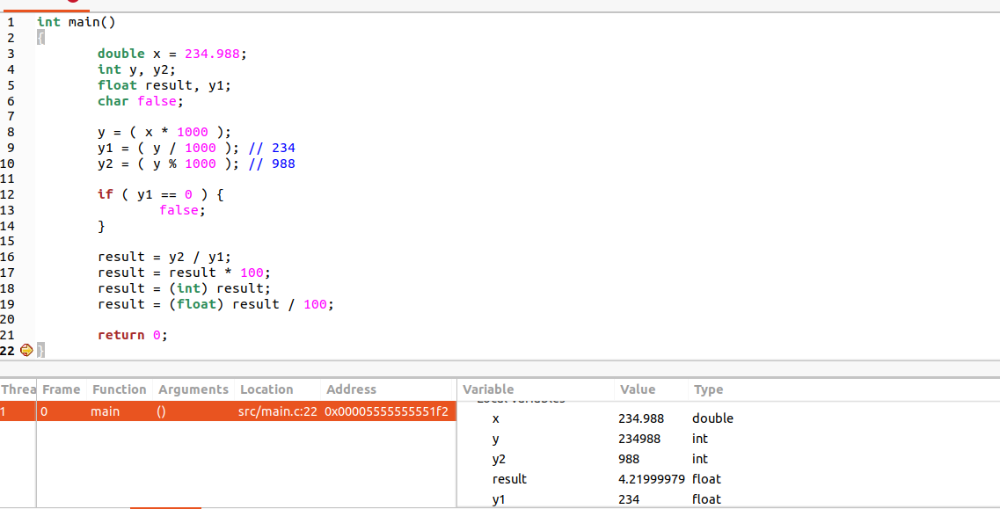 1 int main()
2 {
3 double x = 234.988;
4 int y, y2;
5 float result, y1;
6 char false;
7
8 y = ( x * 1000 );
9 y1 = ( y / 1000 ); // 234
10 y2 = ( y % 1000 ); // 988
11
12 if ( y1 == 0 ) {
13 false;
14 }
15
16 result = y2 / y1;
17 result = result * 100;
18 result = (int) result;
19 result = (float) result / 100;
20
21 return 0;
22 }
Threa Frame Function Arguments Location Address
1 0 main () src/main.c:22 0x00005555555551f2
Variable Value Type
x 234.988 double
y 234988 int
y2 988 int
result 4.21999979 float
y1 234 float